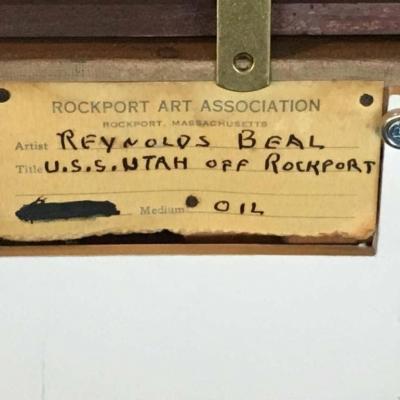 ROCKPORT ART ASSOCIATION
ROCKPORT, MASSACHUSETTS
Artist REYNOLDS BEAL
Title U.S.S. UTAH OFF ROCKPORT
Medium OIL